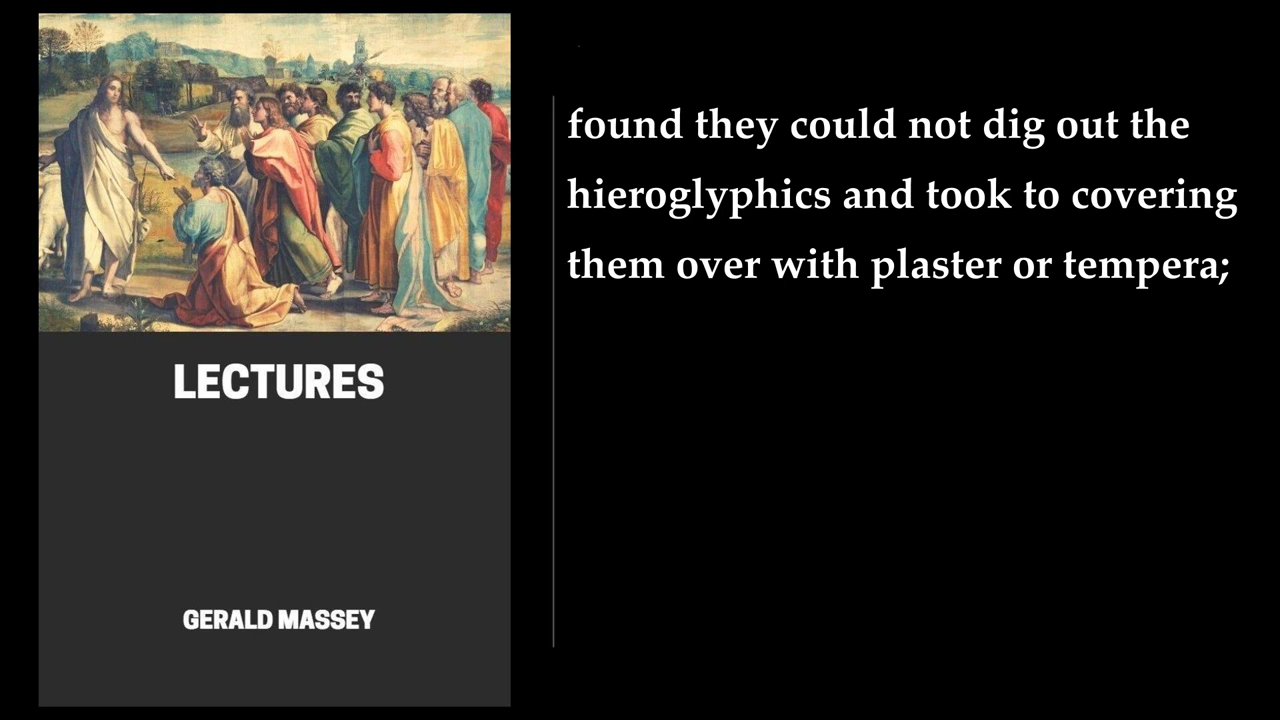 LECTURES
GERALD MASSEY
found they could not dig out the
hieroglyphics and took to covering
them over with plaster or tempera;